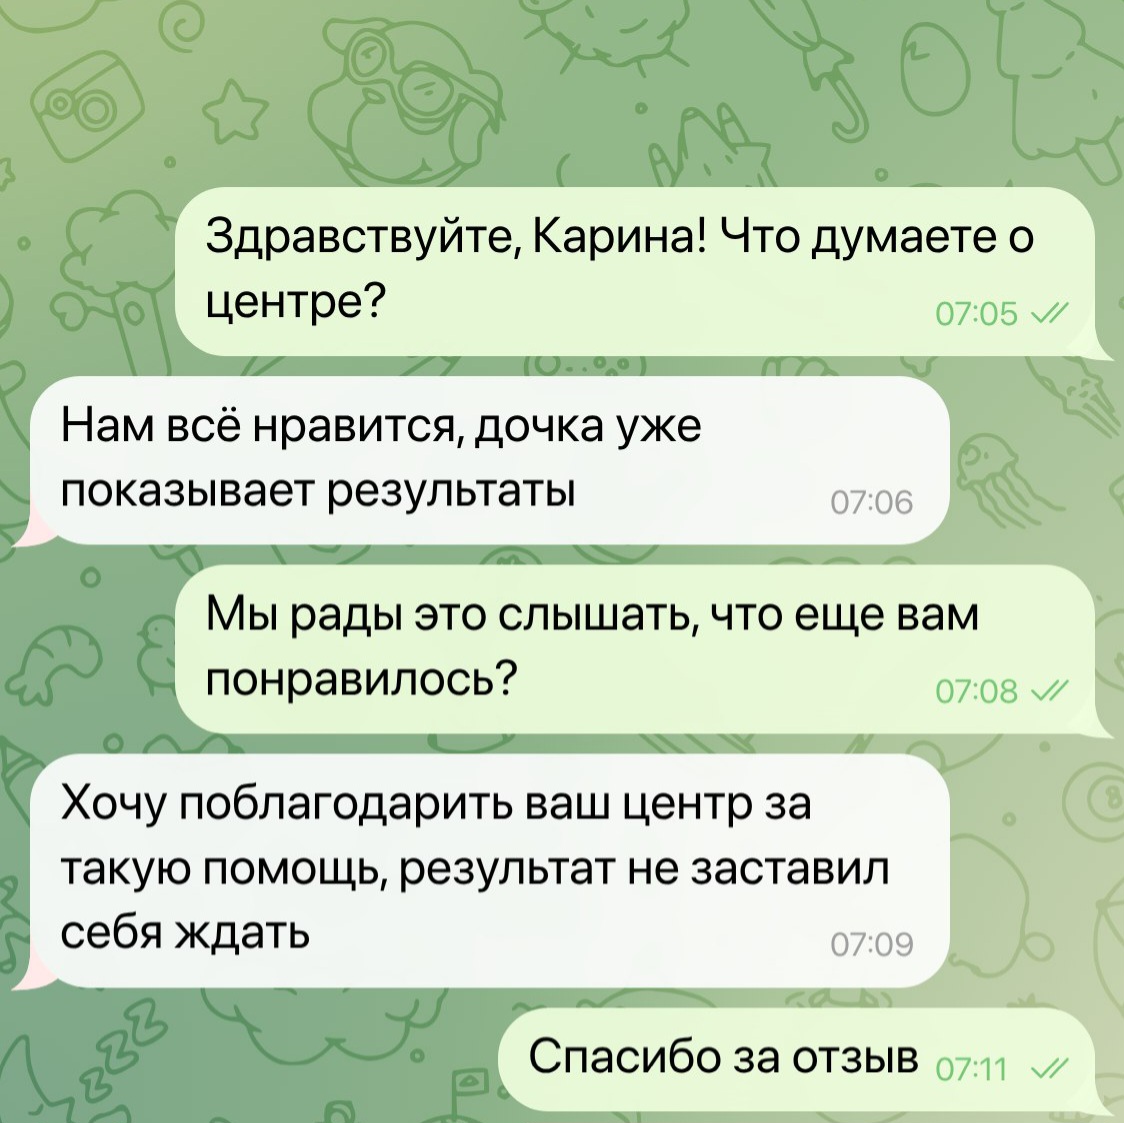 Здравствуйте, Карина! Что думаете о
центре?
07:05
Нам всё нравится, дочка уже
показывает результаты
07:06
Мы рады это слышать, что еще вам
понравилось?
07:08
Хочу поблагодарить ваш центр за
такую помощь, результат не заставил
себя ждать
07:09
Спасибо за отзыв 07:11